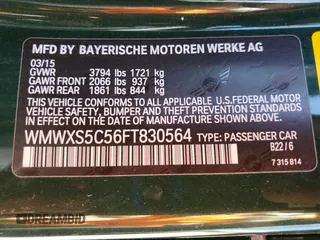 MFD BY BAYERISCHE MOTOREN WERKE AG
03/15
GVWR 3794 lbs 1721 kg
GAWR FRONT 2066 lbs 937 kg
GAWR REAR 1861 lbs 844 kg
THIS VEHICLE CONFORMS TO ALL APPLICABLE U.S.FEDERAL MOTOR
VEHICLE SAFETY, BUMPER AND THEFT PREVENTION
STANDARDS IN EFFECT ON THE DATE OF MANUFACTURE SHOWN ABOVE.
WMWXS5C56FT830564 TYPE: PASSENGER CAR
B22/6
7 315 814
DREAMBID